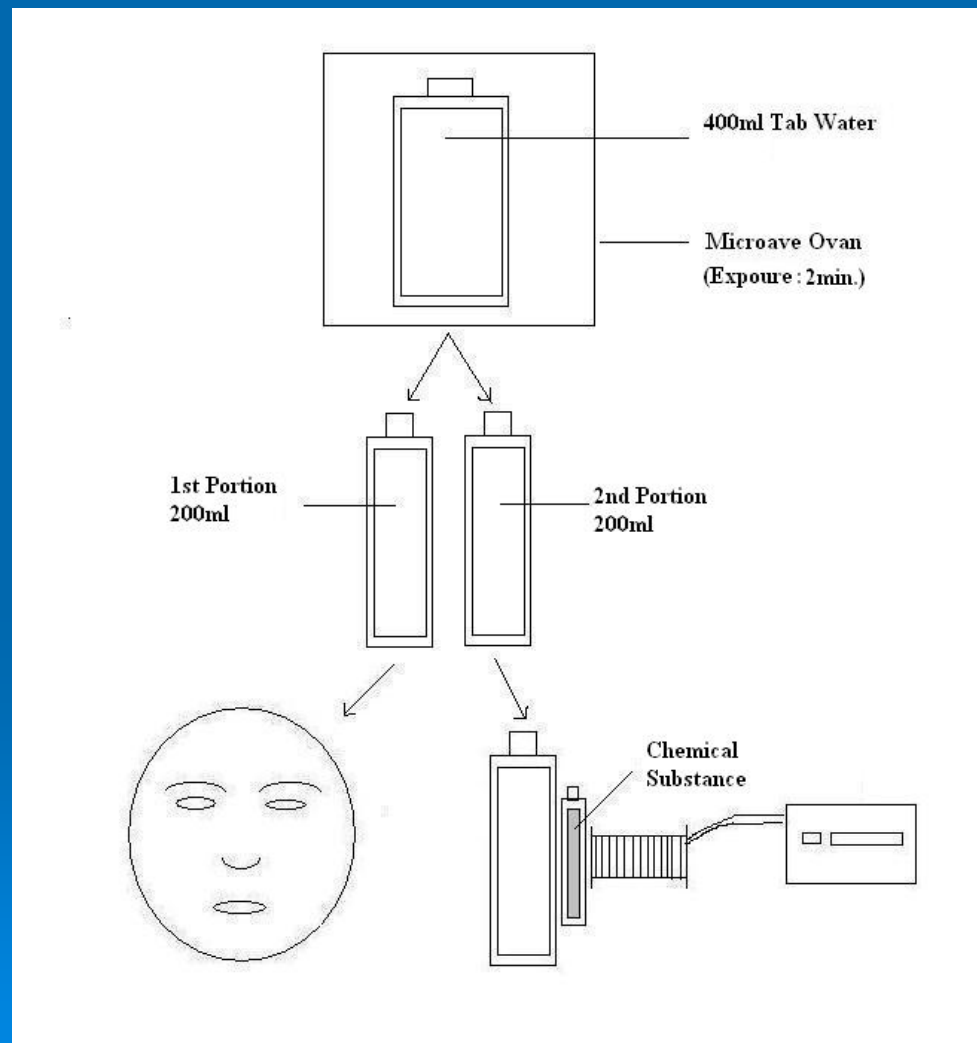 400ml Tab Water
Microave Ovan
(Expoure : 2min.)
1st Portion
200ml
2nd Portion
200ml
Chemical
Substance